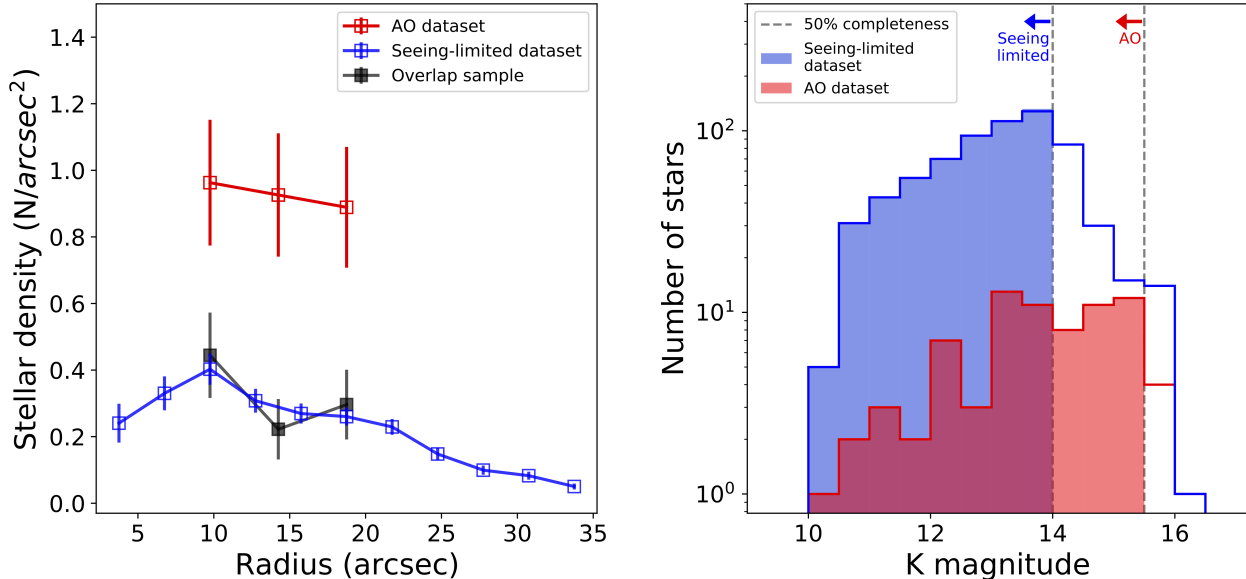 AO dataset
Seeing-limited dataset
Overlap sample
1.4
1.2
1.0
0.8
0.6
0.4
0.2
0.0
Stellar density (N/arcsec²)
5 10 15 20 25 30 35
Radius (arcsec)
50% completeness
Seeing-limited
dataset
AO dataset
Seeing
limited
AO
10²
10¹
10⁰
Number of stars
10 12 14 16
K magnitude